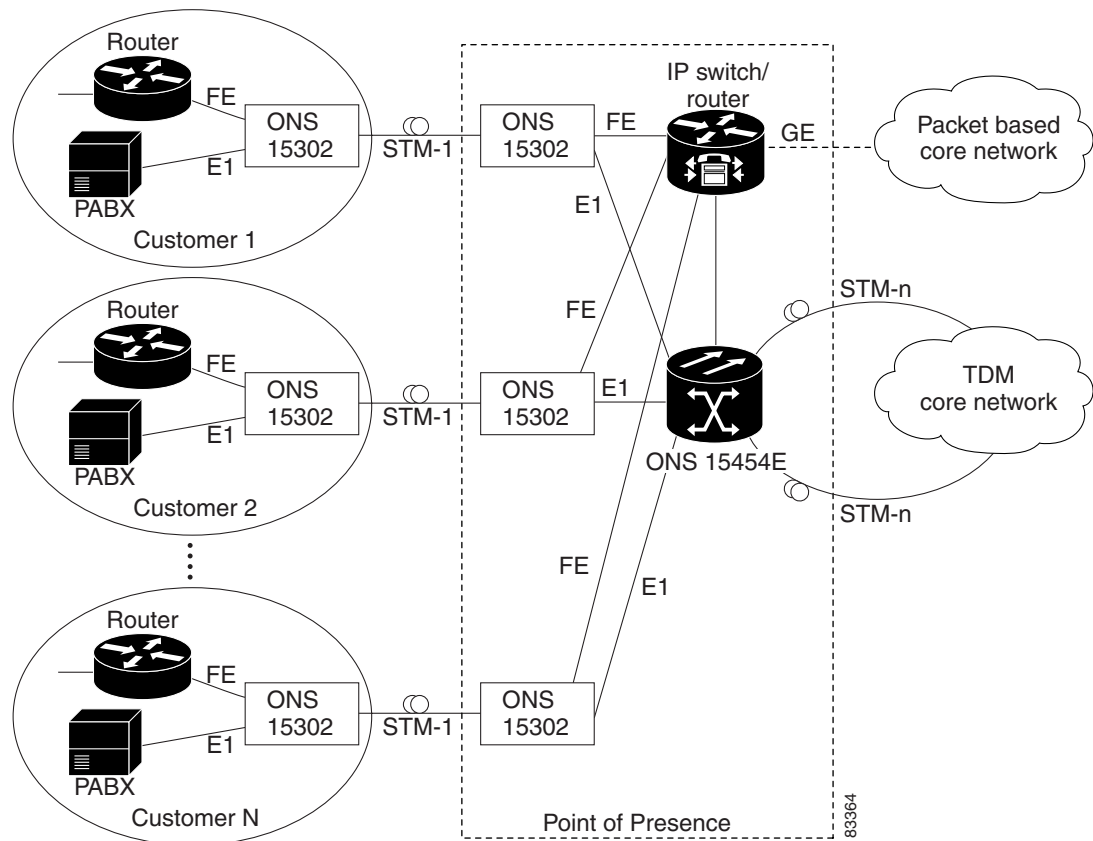 Router
FE
ONS
15302
E1
PABX
Customer 1
STM-1
ONS
15302
FE
E1
IP switch/
router
GE
Packet based
core network
Router
FE
ONS
15302
E1
PABX
Customer 2
STM-1
ONS
15302
FE
E1
ONS 15454E
STM-n
TDM
core network
STM-n
Router
FE
ONS
15302
E1
PABX
Customer N
STM-1
ONS
15302
FE
E1
Point of Presence
83364